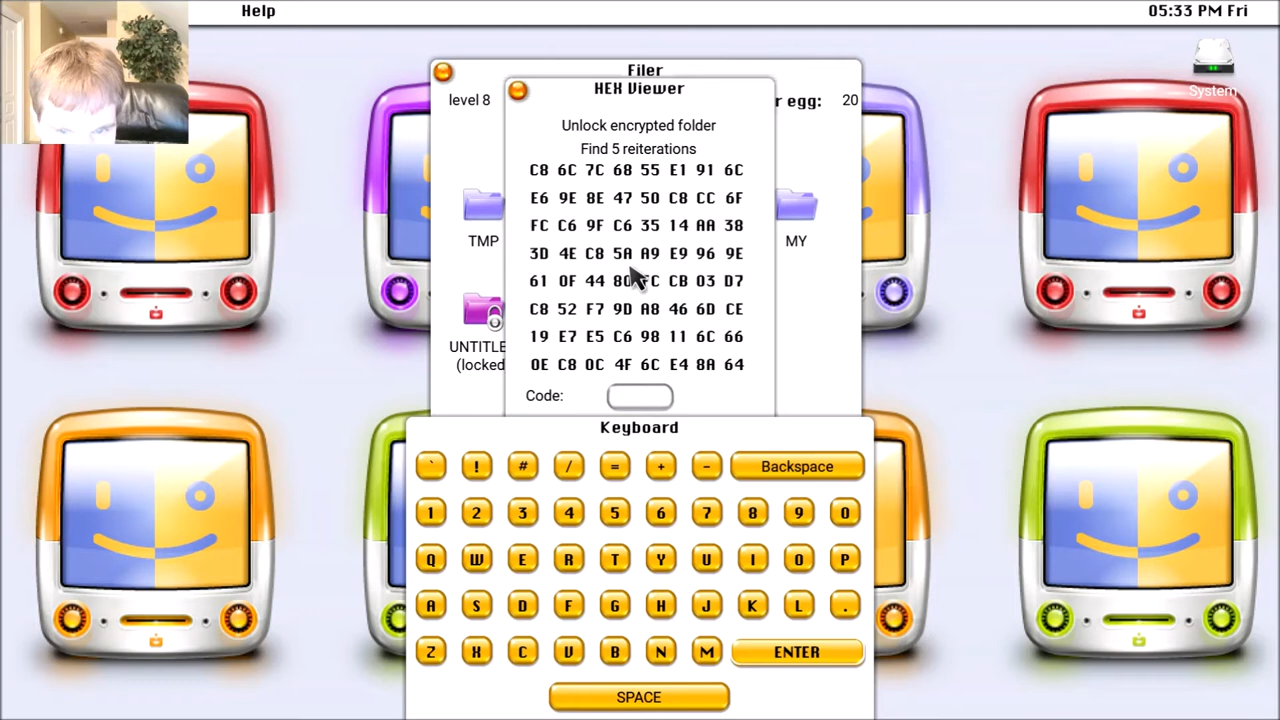 Help
05:33 PM Fri
Filer
HEX Viewer
level 8
r egg: 20
System
Unlock encrypted folder
Find 5 reiterations
C8 6C 7C 68 55 E1 91 6C
E6 9E 8E 47 50 C8 CC 6F
FC C6 9F C6 35 14 AA 38
TMP
MY
3D 4E C8 5A A9 E9 96 9E
61 0F 44 80 FC CB 03 D7
C8 52 F7 9D A8 46 6D CE
19 E7 E5 C6 98 11 6C 66
UNTITLE
(locked
0E C8 0C 4F 6C E4 8A 64
Code:
Keyboard
` ! # / = + - Backspace
1 2 3 4 5 6 7 8 9 0
Q W E R T Y U I O P
A S D F G H J K L .
Z X C V B N M ENTER
SPACE